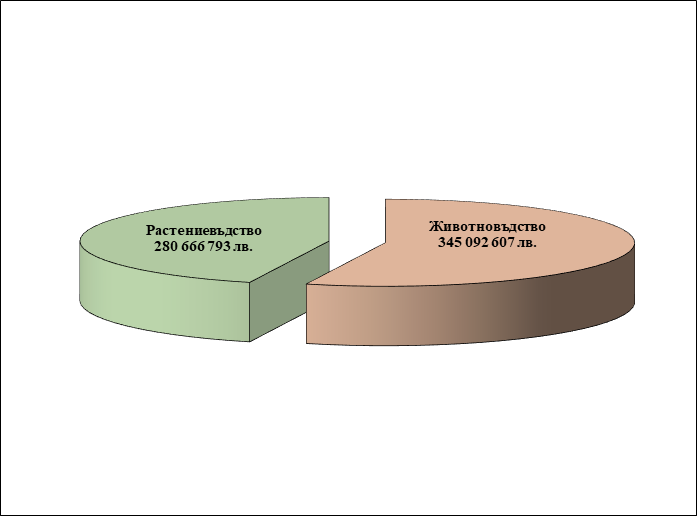 Растениевъдство
280 666 793 лв.
Животновъдство
345 092 607 лв.